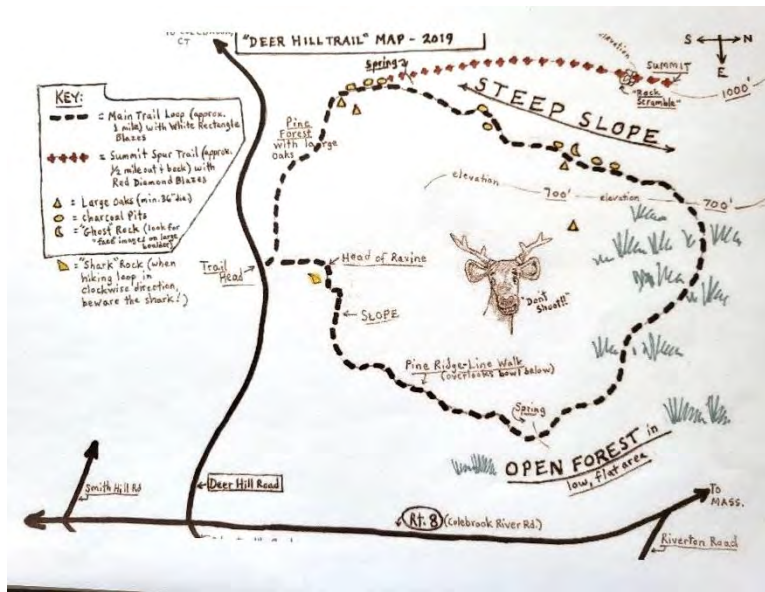 CT
"DEER HILL TRAIL" MAP - 2019
KEY:
= Main Trail Loop (approx.
1 mile) with White Rectangle
Blazes
= Summit Spur Trail (approx.
1/2 mile out + back) with
Red Diamond Blazes
= Large Oaks (min. 36" dia.)
= Charcoal Pits
= "Ghost Rock (look for
"face" images on large
boulder)
= "Shark" Rock (when
hiking loop in
clockwise direction,
beware the shark!)
Spring
Pine
Forest
with large
oaks
STEEP SLOPE
elevation
SUMMIT
1000'
"Rock
Scramble"
S N
E
elevation
700'
elevation
700'
Trail
Head
Head of Ravine
SLOPE
"Don't
Shoot!!"
Pine Ridge-Line Walk
(overlooks bowl below)
Spring
OPEN FOREST in
low, flat area
Smith Hill Rd
Deer Hill Road
Rt. 8 (Colebrook River Rd.)
To
MASS.
Riverton Road